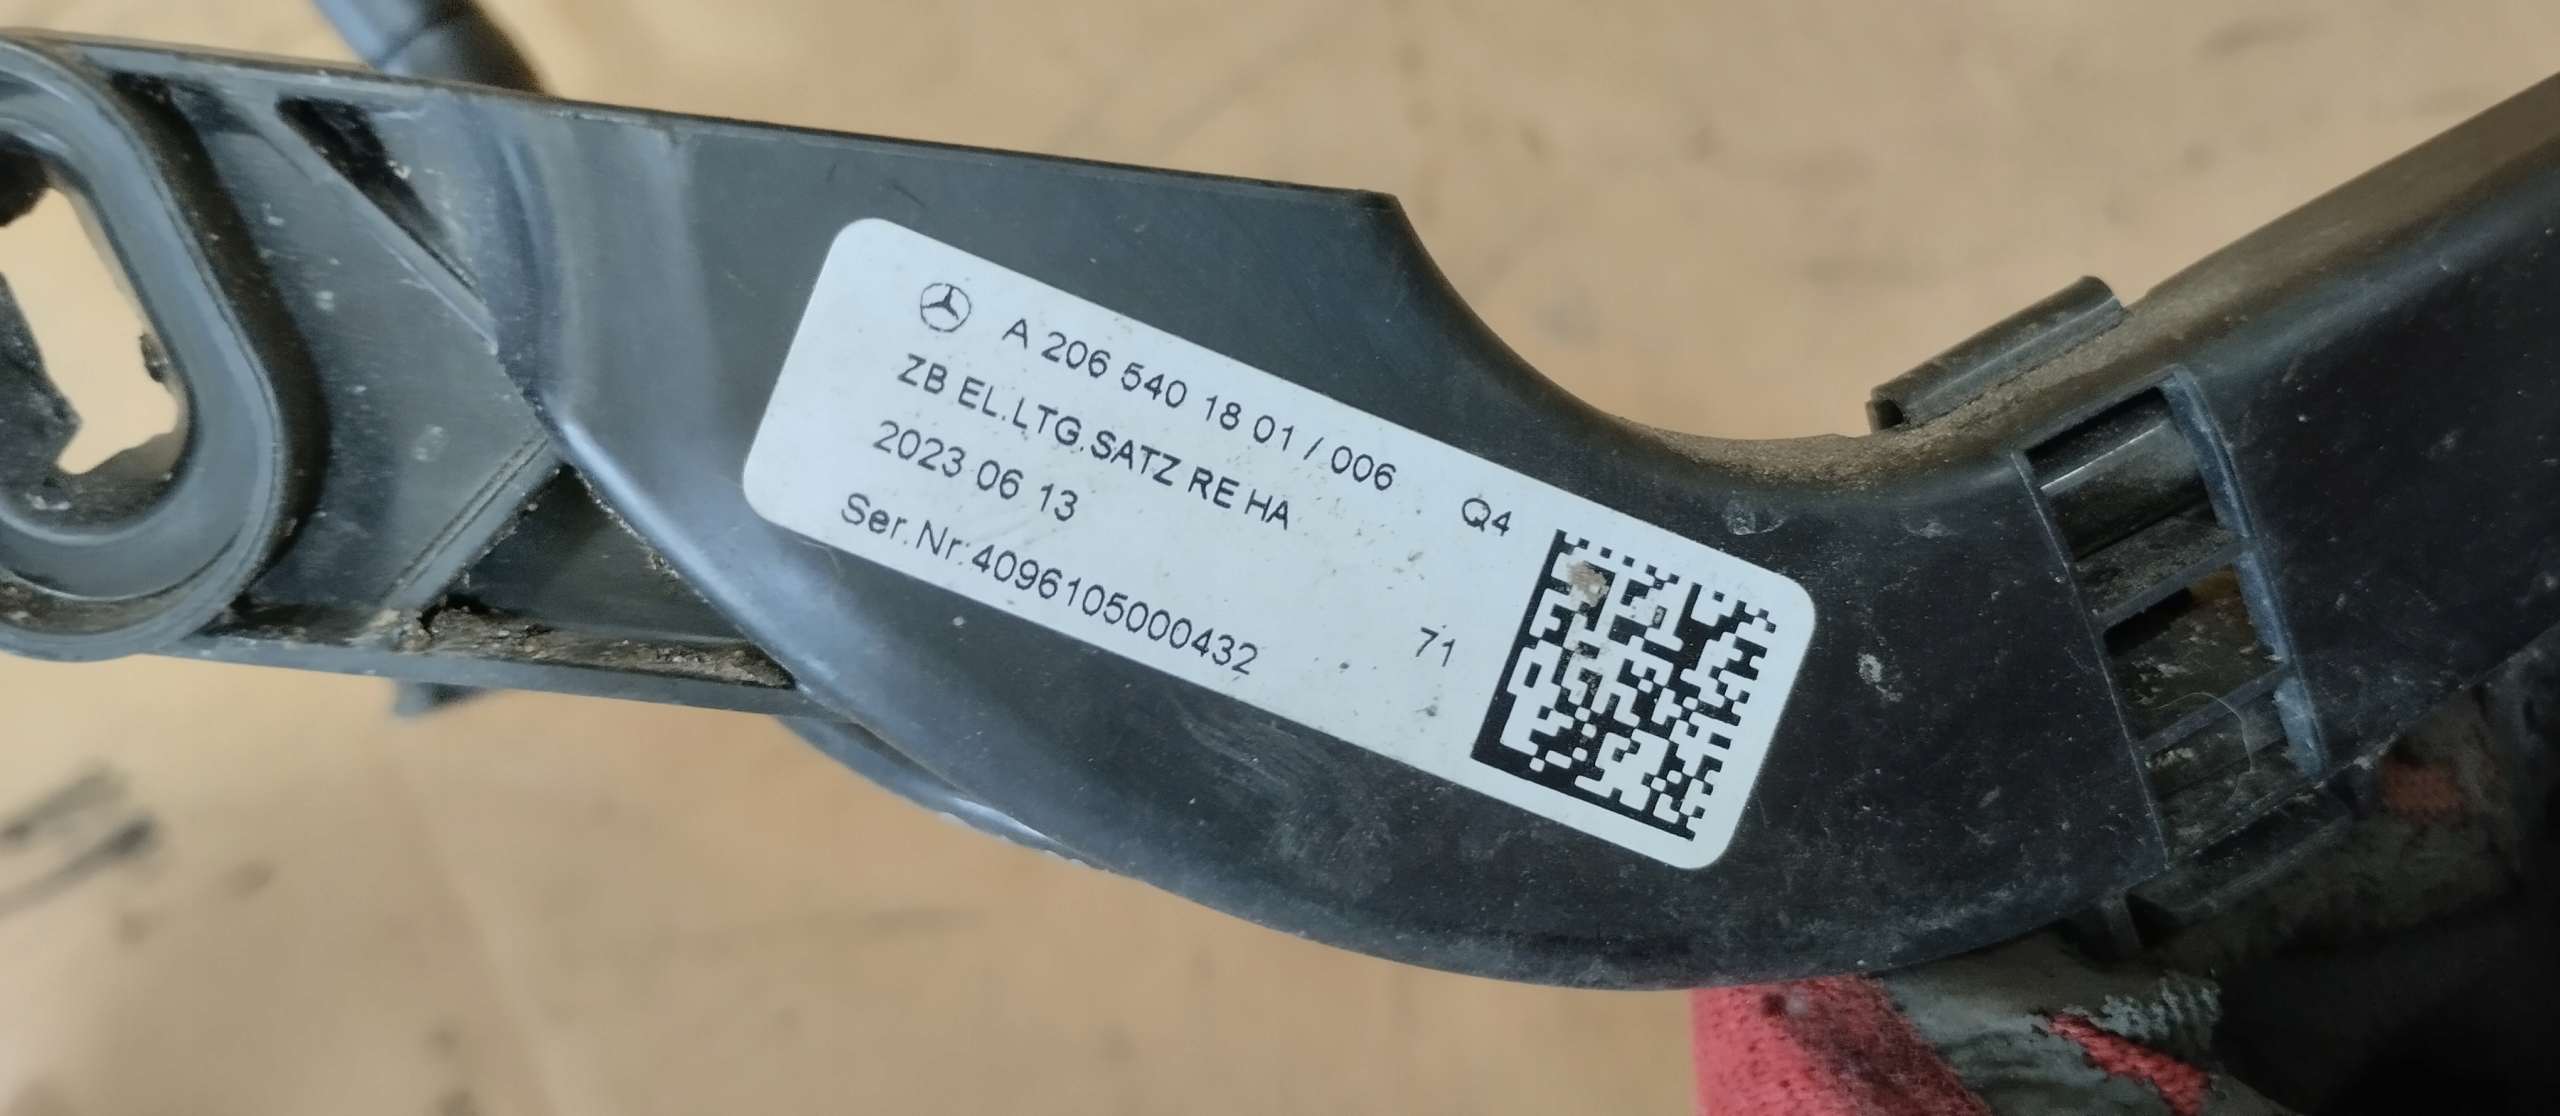 A 206 540 18 01 / 006 Q4
ZB EL.LTG.SATZ RE HA
2023 06 13
Ser.Nr:4096105000432 71